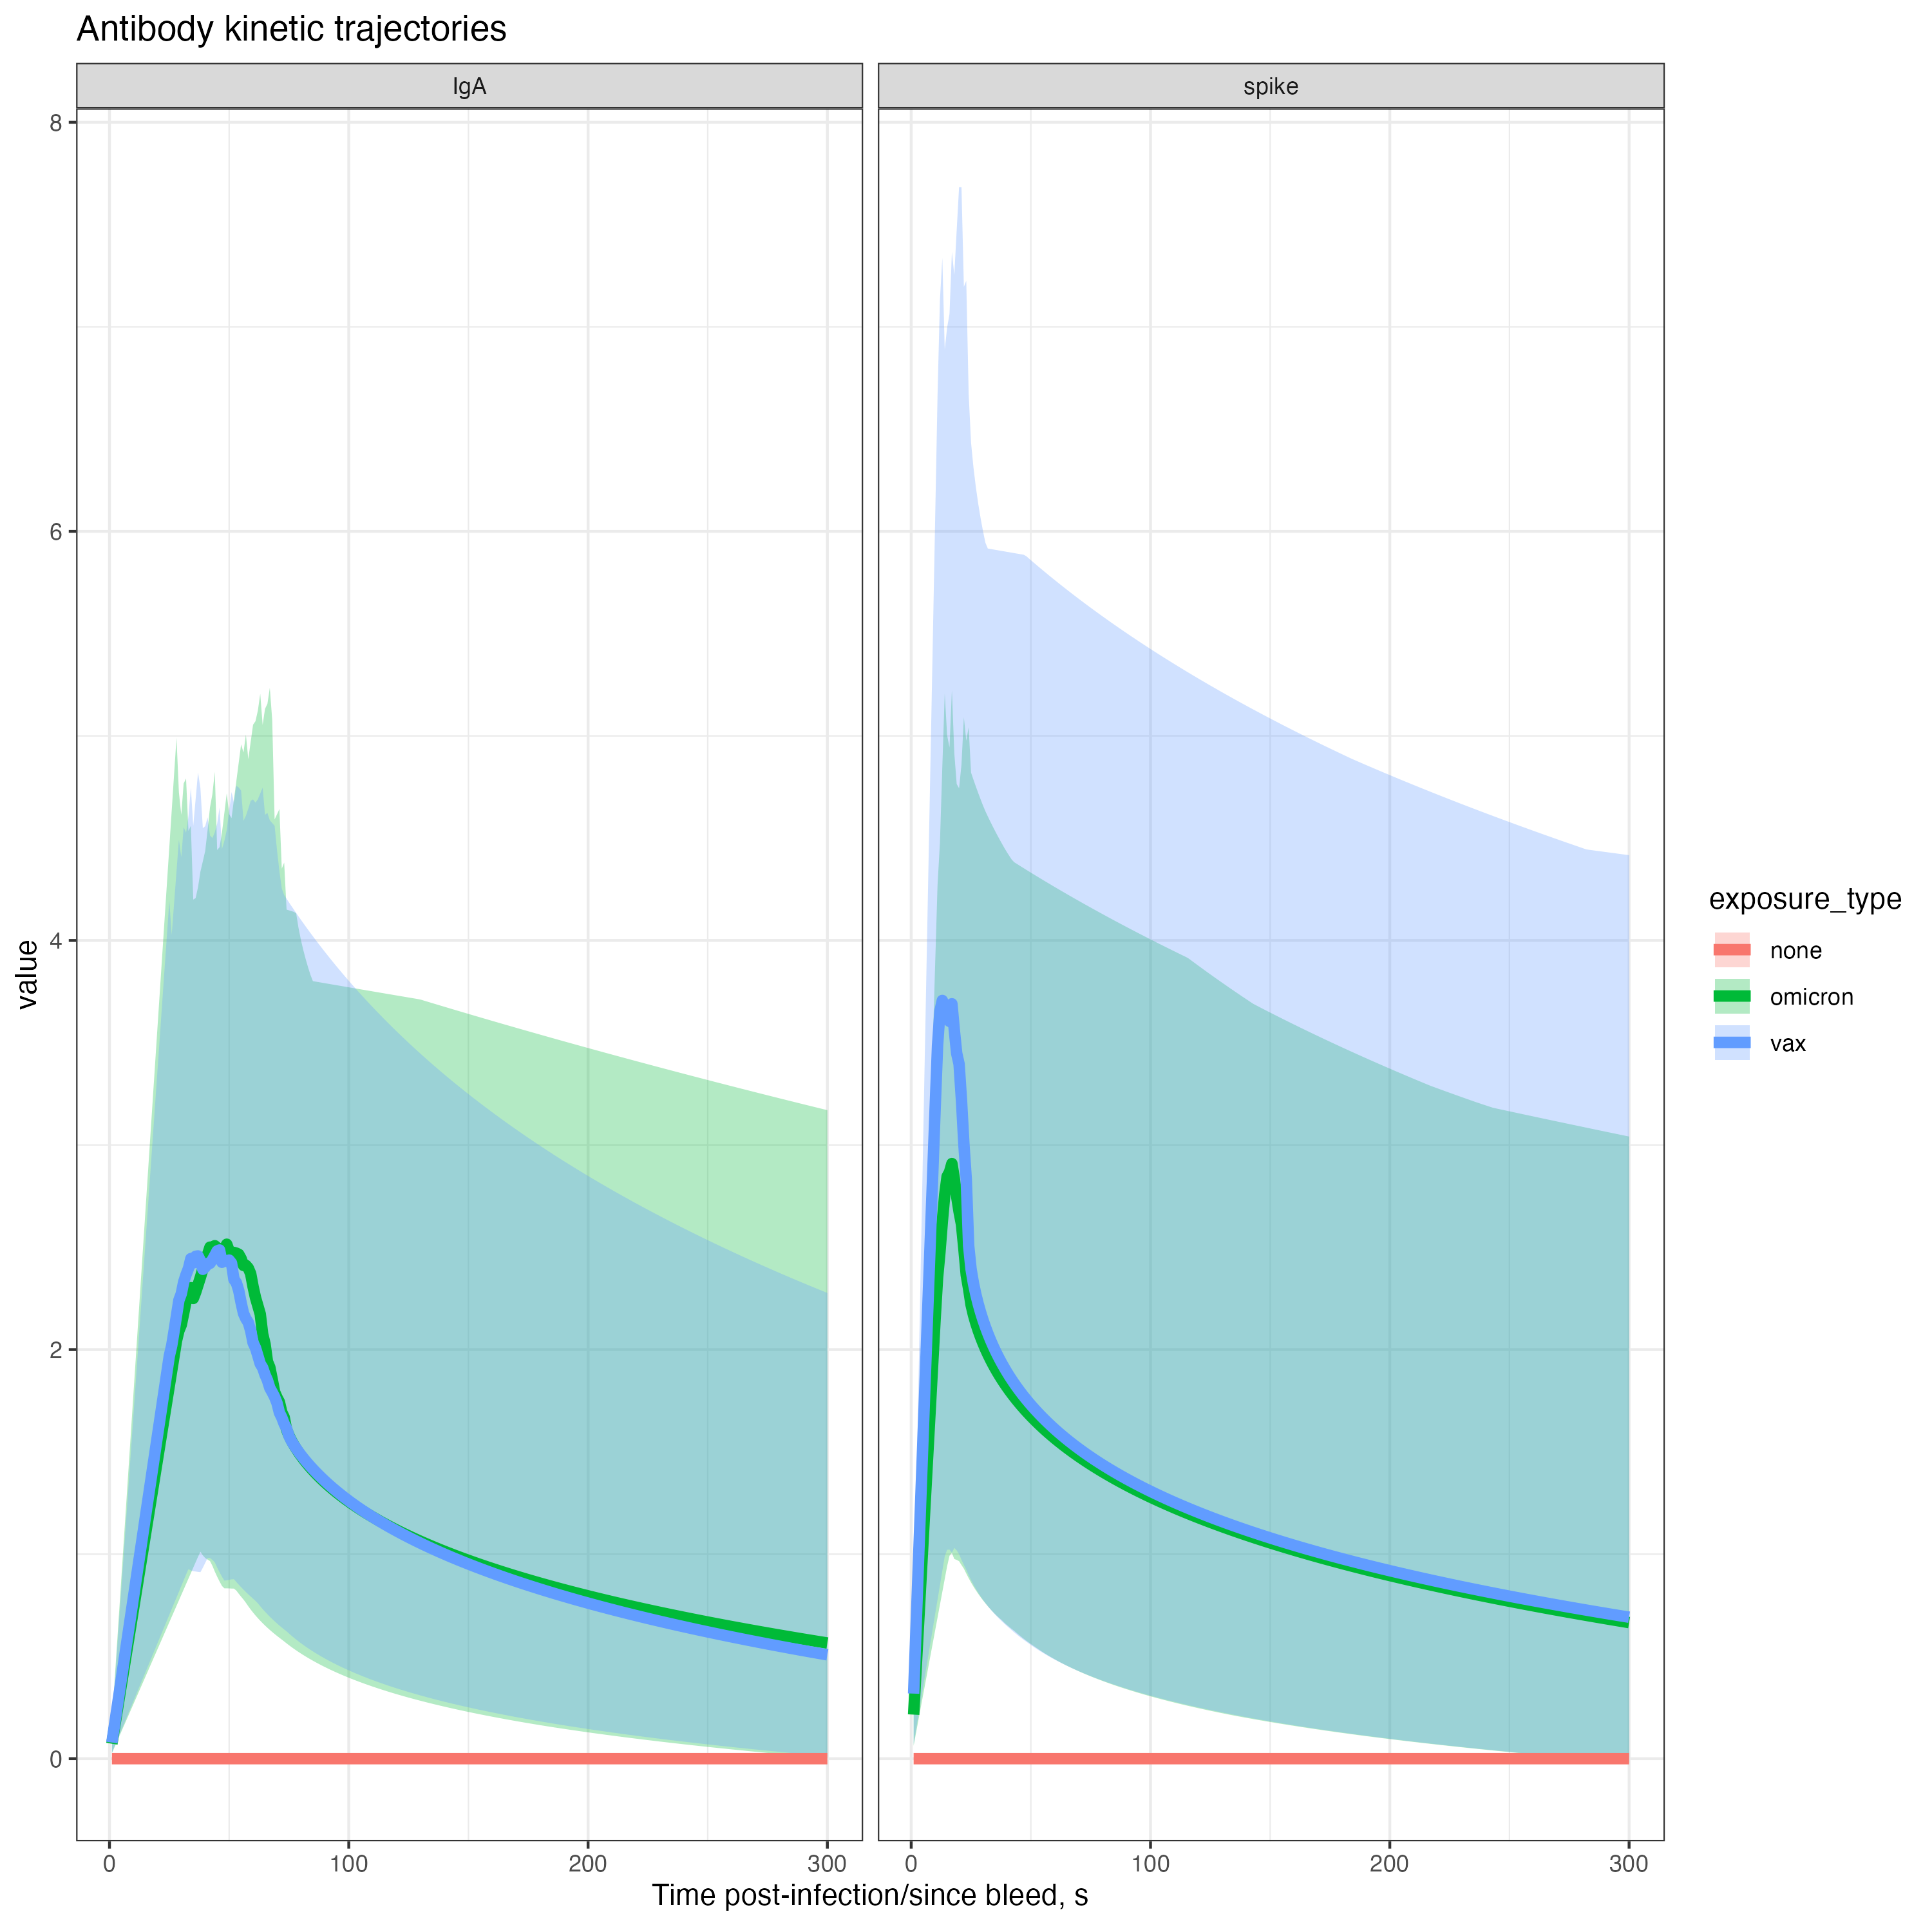 Antibody kinetic trajectories
IgA
spike
8
6
4
2
0
value
0
100
200
300
0
100
200
300
Time post-infection/since bleed, s
exposure_type
none
omicron
vax